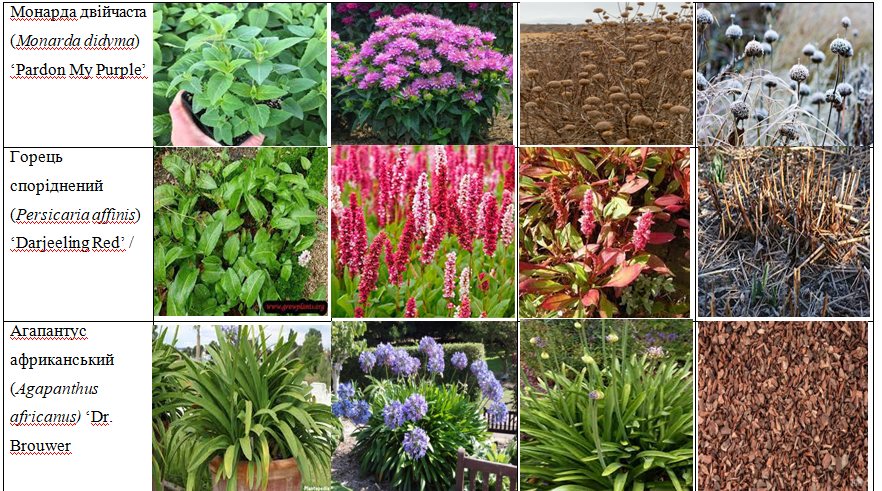 Монарда двійчаста
(Monarda didyma)
‘Pardon My Purple’
Горець
споріднений
(Persicaria affinis)
‘Darjeeling Red’ /
www.growplants.org
Агапантус
африканський
(Agapanthus
africanus) ‘Dr.
Brouwer
Plantopedia